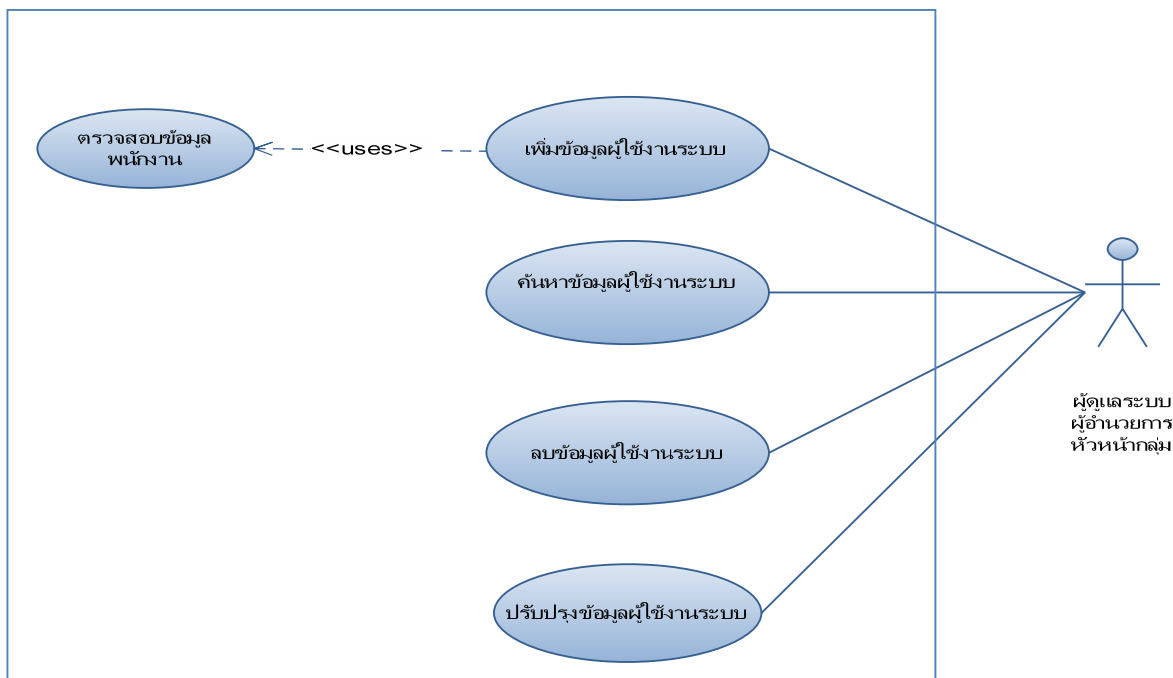 ตรวจสอบข้อมูล
พนักงาน
<<uses>>
เพิ่มข้อมูลผู้ใช้งานระบบ
ค้นหาข้อมูลผู้ใช้งานระบบ
ลบข้อมูลผู้ใช้งานระบบ
ปรับปรุงข้อมูลผู้ใช้งานระบบ
ผู้ดูแลระบบ
ผู้อำนวยการ
หัวหน้ากลุ่ม